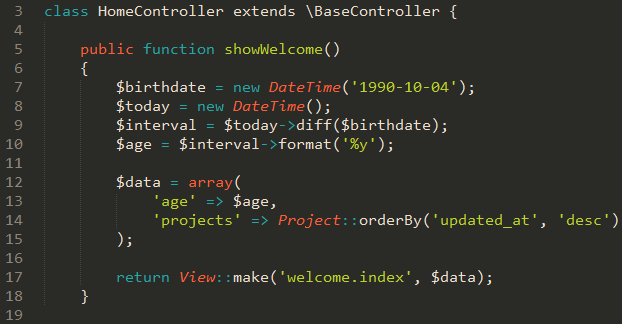 3 class HomeController extends \BaseController {
4
5     public function showWelcome()
6     {
7         $birthdate = new DateTime('1990-10-04');
8         $today = new DateTime();
9         $interval = $today->diff($birthdate);
10         $age = $interval->format('%y');
11
12         $data = array(
13             'age' => $age,
14             'projects' => Project::orderBy('updated_at', 'desc')
15         );
16
17         return View::make('welcome.index', $data);
18     }
19